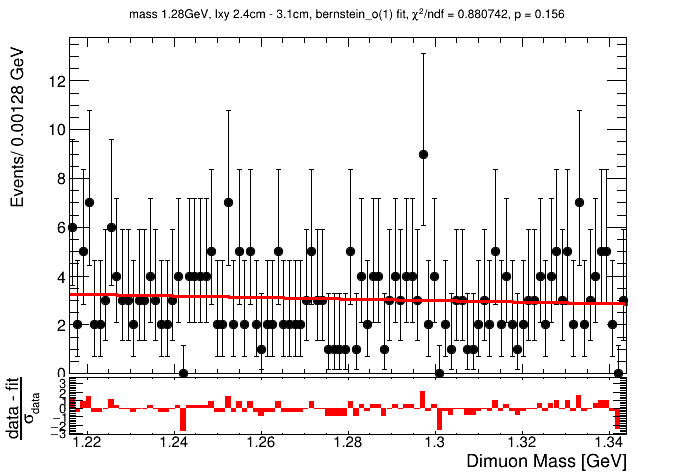 mass 1.28GeV, lxy 2.4cm - 3.1cm, bernstein_o(1) fit, χ²/ndf = 0.880742, p = 0.156
Events/ 0.00128 GeV
12
10
8
6
4
2
0
data - fit
σdata
3
2
1
0
−1
−2
−3
1.22 1.24 1.26 1.28 1.3 1.32 1.34
Dimuon Mass [GeV]